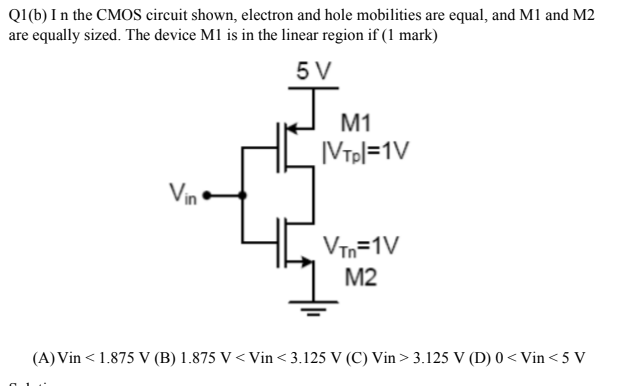 Q1(b) I n the CMOS circuit shown, electron and hole mobilities are equal, and M1 and M2
are equally sized. The device M1 is in the linear region if (1 mark)
5 V
M1
|VTp|=1V
Vin
VTn=1V
M2
(A) Vin < 1.875 V (B) 1.875 V < Vin < 3.125 V (C) Vin > 3.125 V (D) 0 < Vin < 5 V